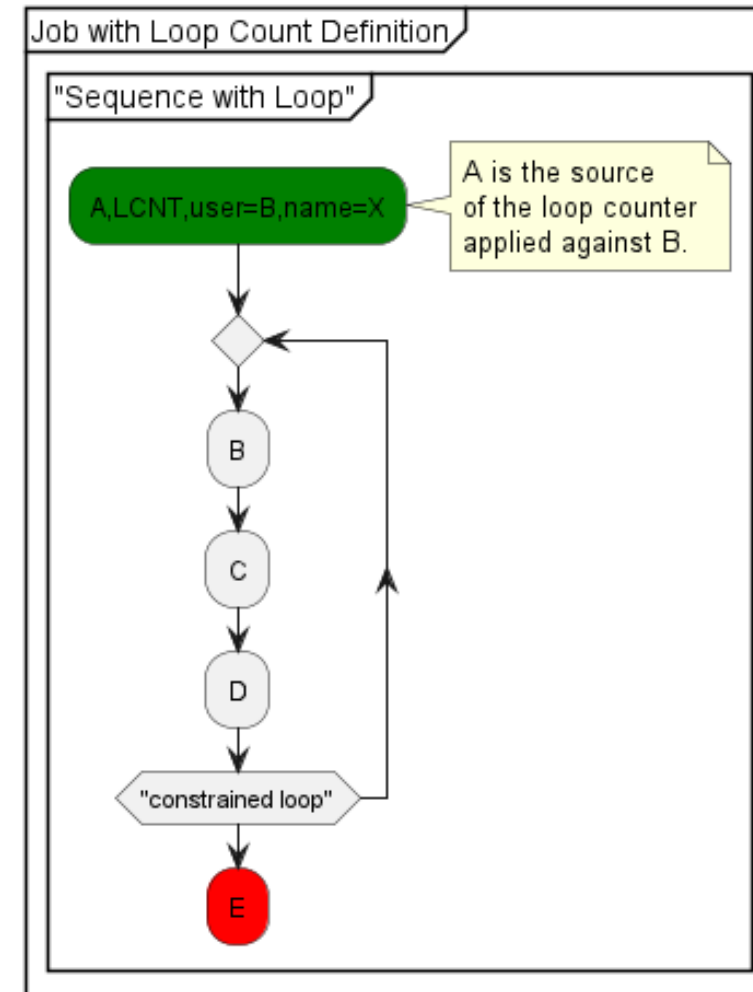 Job with Loop Count Definition
"Sequence with Loop"
A,LCNT,user=B,name=X
A is the source
of the loop counter
applied against B.
B
C
D
"constrained loop"
E